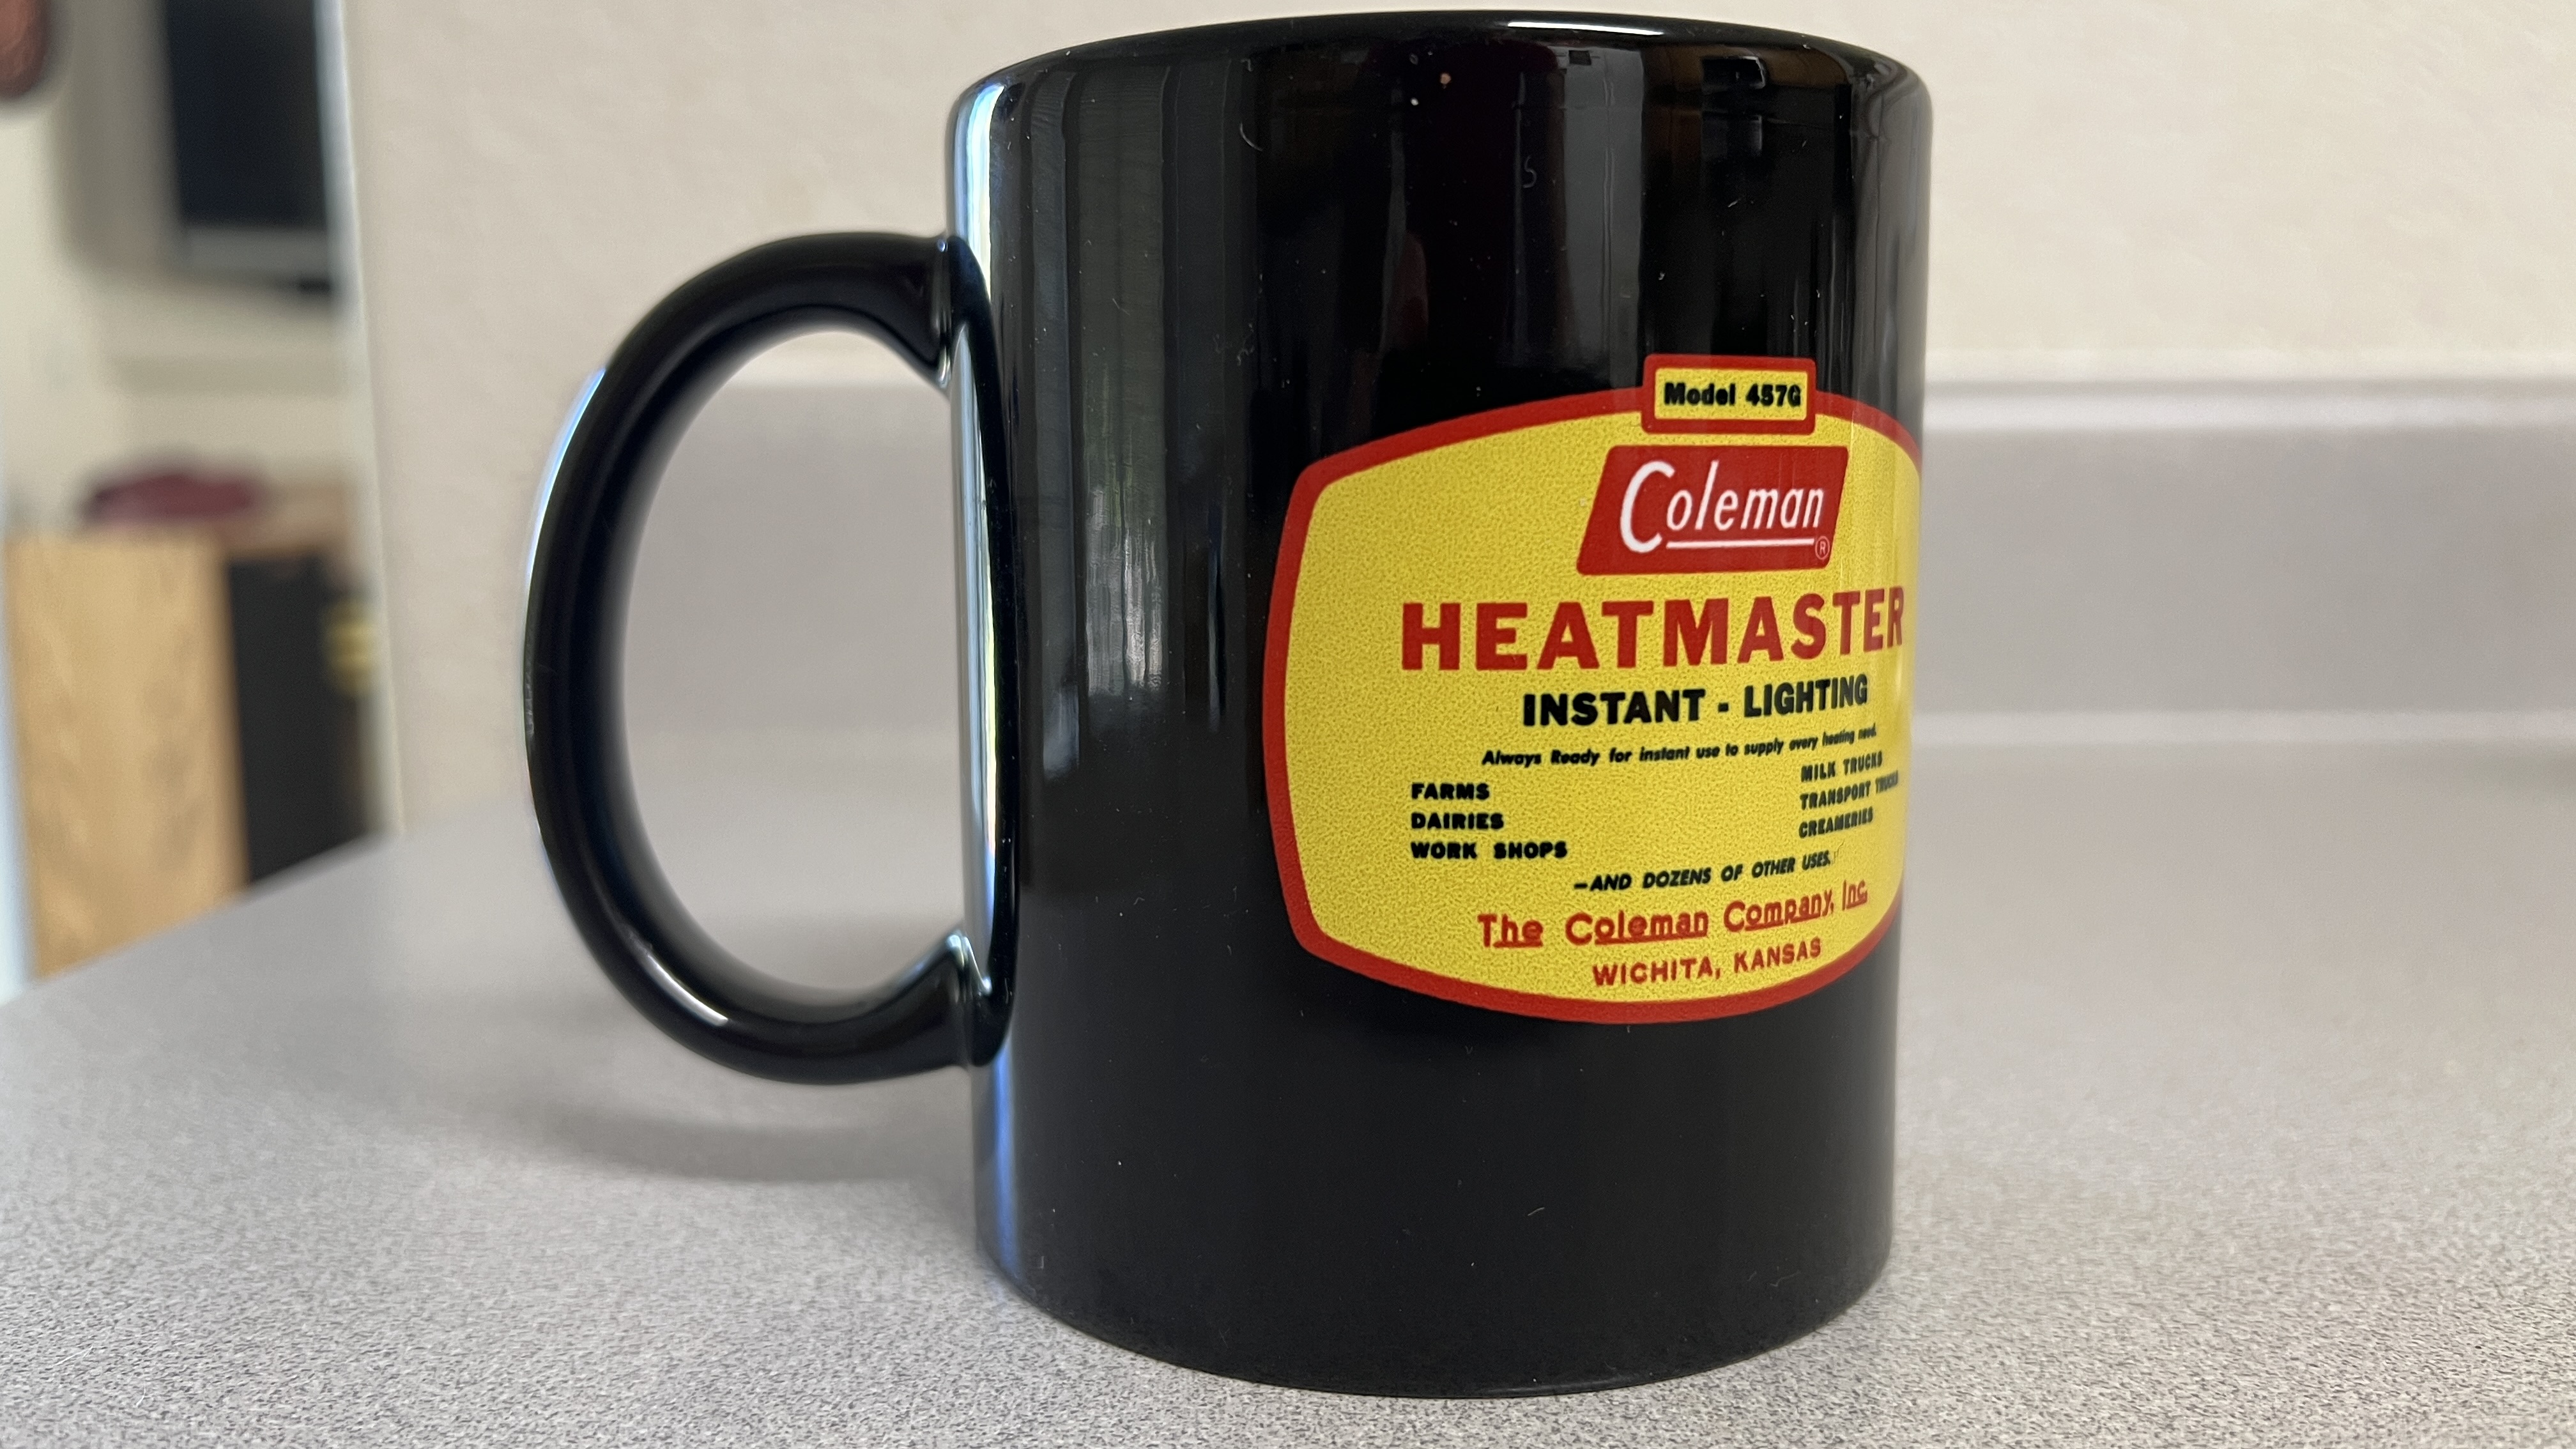 Model 457G
Coleman®
HEATMASTER
INSTANT - LIGHTING
Always Ready for instant use to supply every heating need.
FARMS
DAIRIES
WORK SHOPS
MILK TRUCKS
TRANSPORT TRUCKS
CREAMERIES
—AND DOZENS OF OTHER USES.
The Coleman Company, Inc.
WICHITA, KANSAS